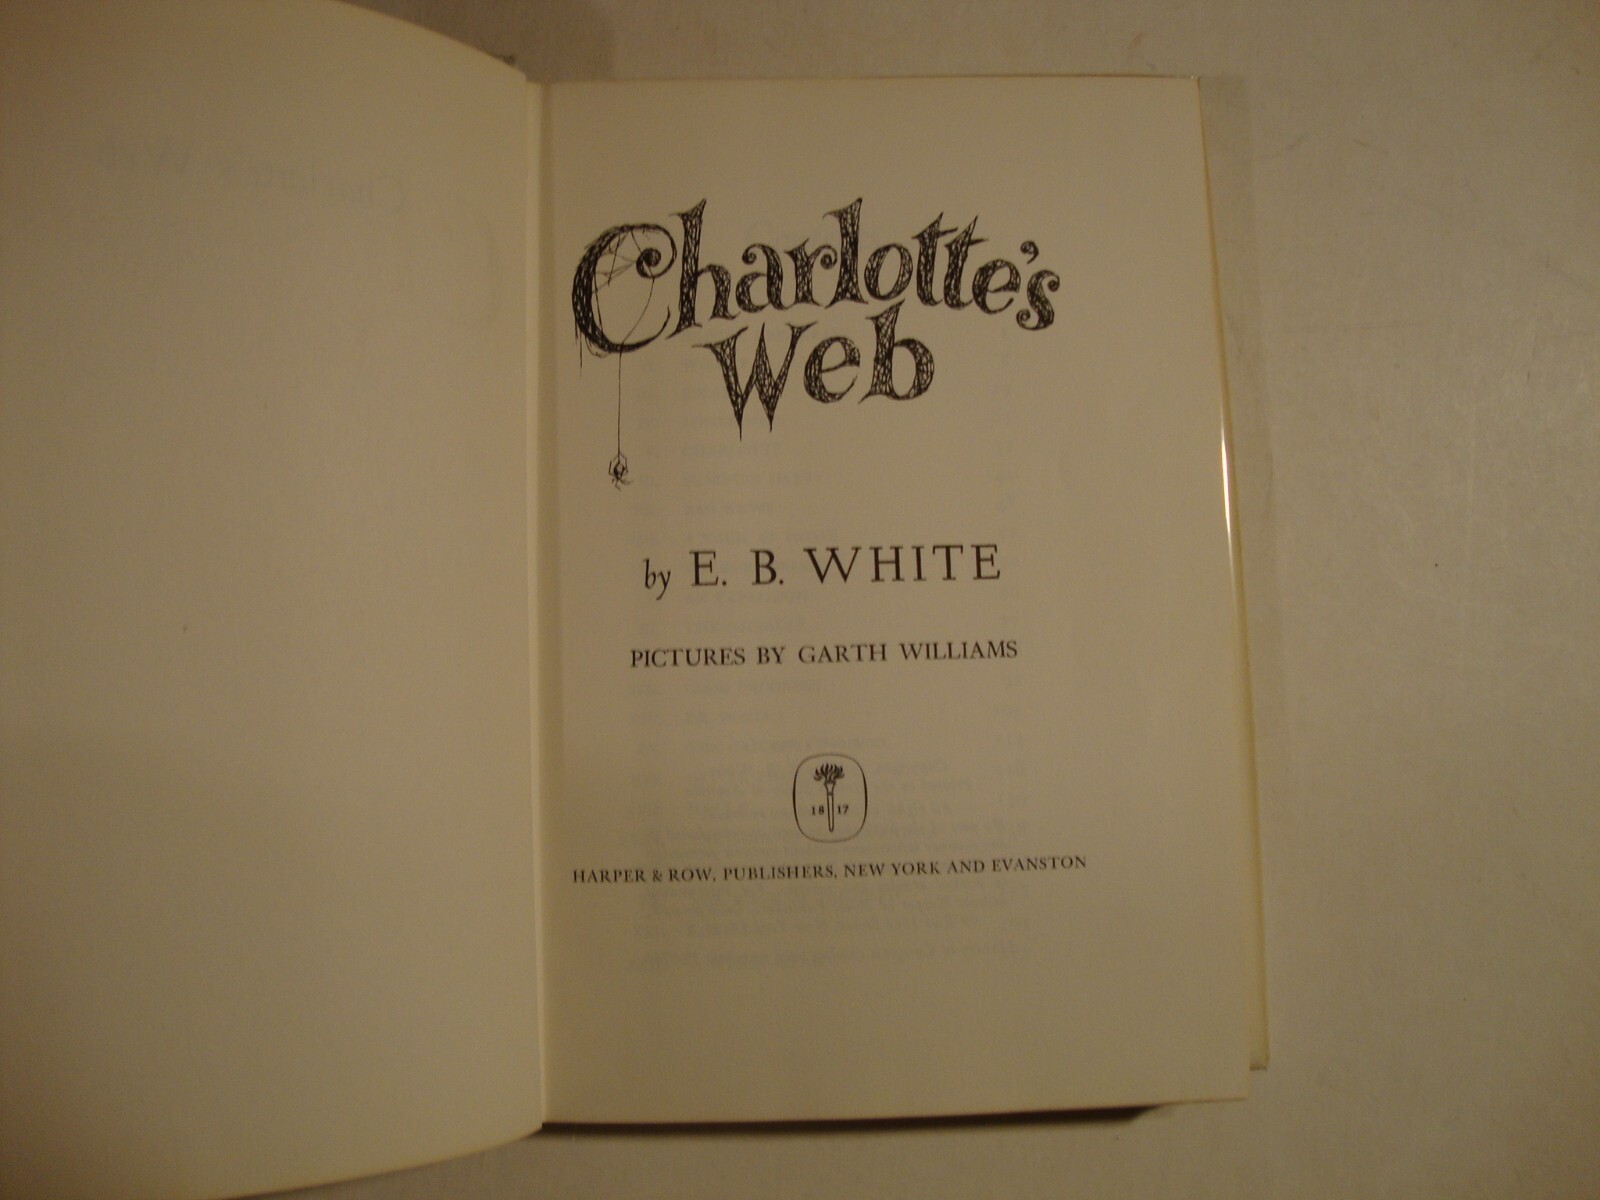 Charlotte's
Web
by E. B. WHITE
PICTURES BY GARTH WILLIAMS
18 17
HARPER & ROW, PUBLISHERS, NEW YORK AND EVANSTON